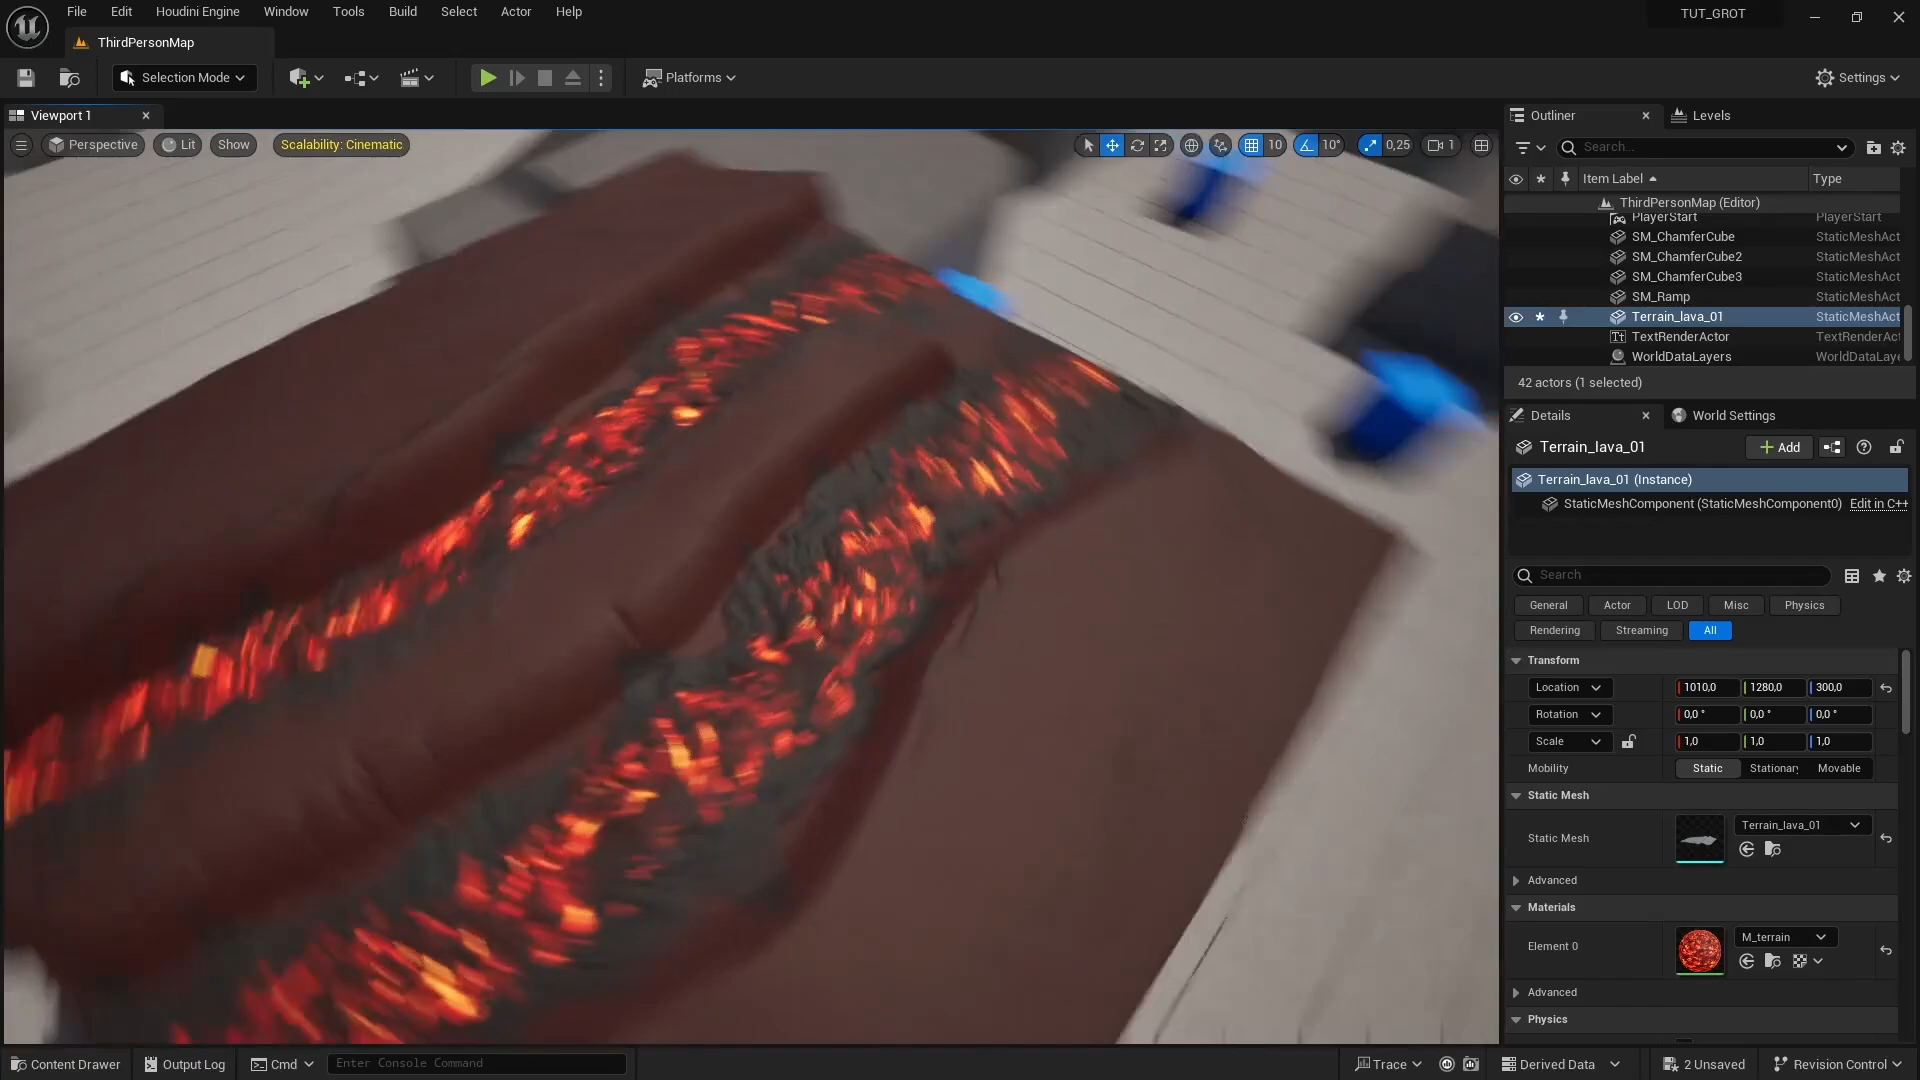 File Edit Houdini Engine Window Tools Build Select Actor Help
TUT_GROT
ThirdPersonMap
Selection Mode
Platforms
Settings
Viewport 1
Perspective Lit Show Scalability: Cinematic
10 10° 0,25 1
Outliner Levels
Search...
Item Label Type
ThirdPersonMap (Editor)
PlayerStart PlayerStart
SM_ChamferCube StaticMeshAct
SM_ChamferCube2 StaticMeshAct
SM_ChamferCube3 StaticMeshAct
SM_Ramp StaticMeshAct
Terrain_lava_01 StaticMeshAct
TextRenderActor TextRenderAct
WorldDataLayers WorldDataLaye
42 actors (1 selected)
Details World Settings
Terrain_lava_01 Add
Terrain_lava_01 (Instance)
StaticMeshComponent (StaticMeshComponent0) Edit in C++
Search
General Actor LOD Misc Physics
Rendering Streaming All
Transform
Location 1010,0 1280,0 300,0
Rotation 0,0 ° 0,0 ° 0,0 °
Scale 1,0 1,0 1,0
Mobility Static Stationary Movable
Static Mesh
Static Mesh Terrain_lava_01
Advanced
Materials
Element 0 M_terrain
Advanced
Physics
Content Drawer Output Log Cmd Enter Console Command
Trace Derived Data 2 Unsaved Revision Control